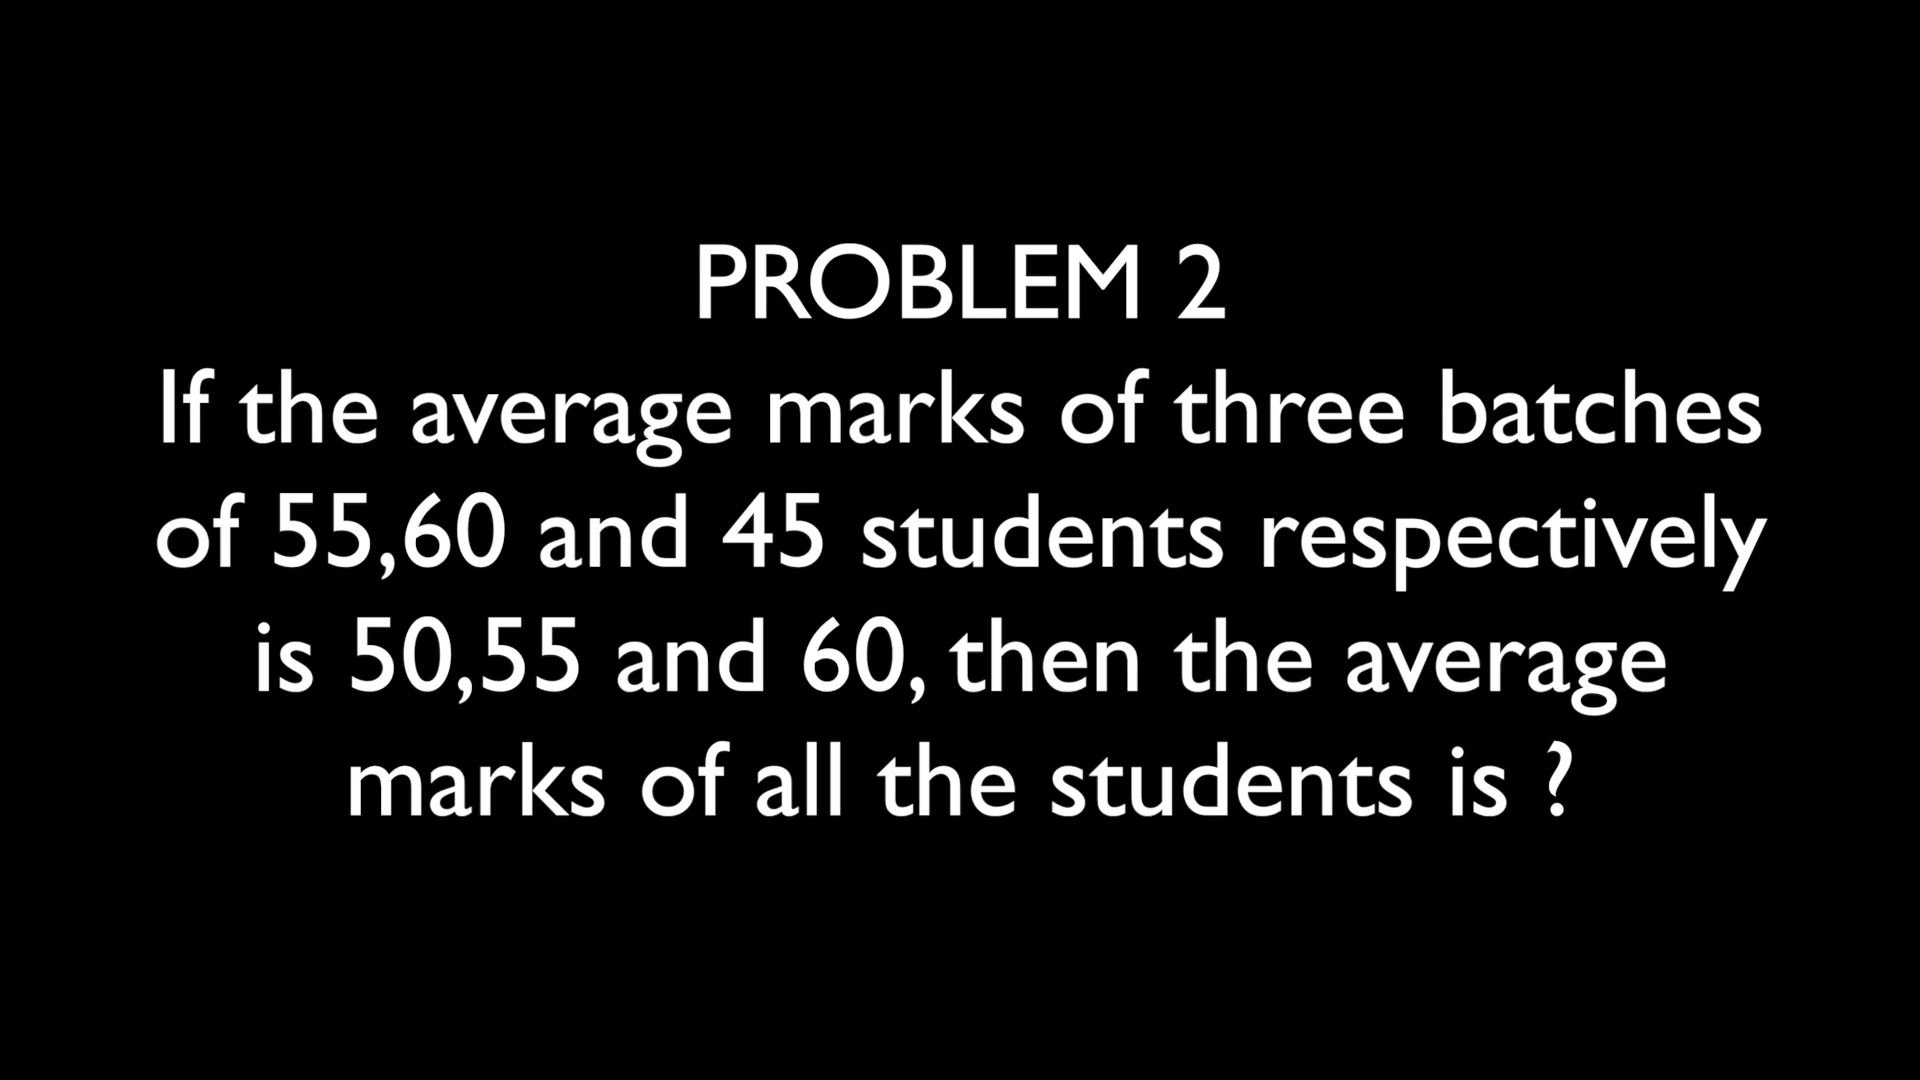 PROBLEM 2
If the average marks of three batches
of 55,60 and 45 students respectively
is 50,55 and 60, then the average
marks of all the students is ?